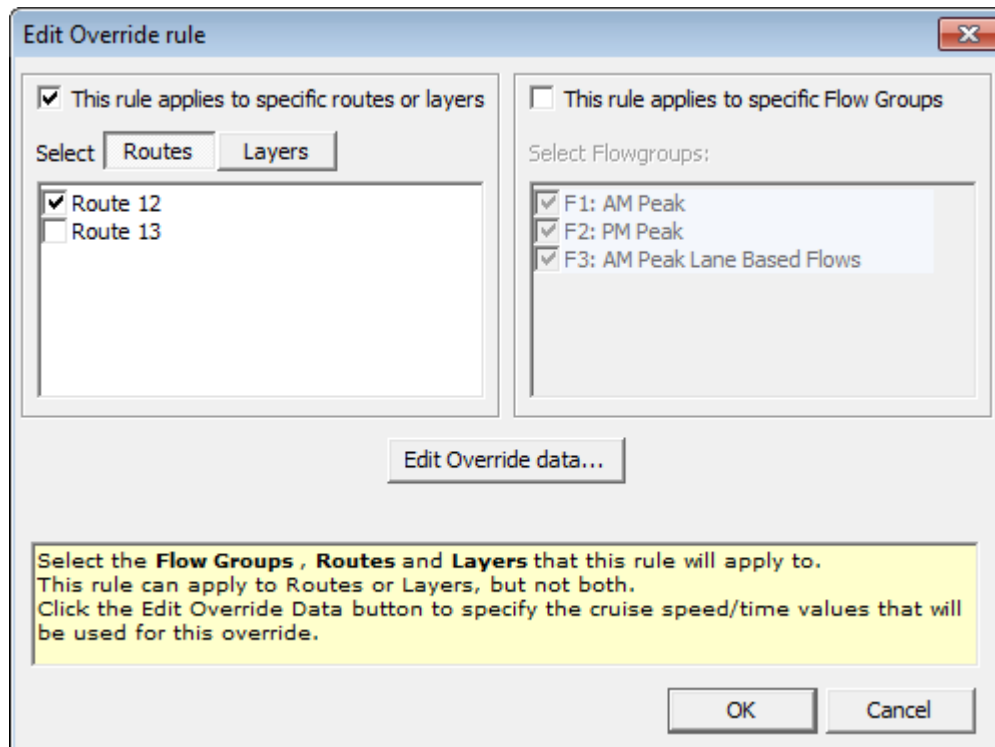 Edit Override rule
This rule applies to specific routes or layers
Select Routes Layers
Route 12
Route 13
This rule applies to specific Flow Groups
Select Flowgroups:
F1: AM Peak
F2: PM Peak
F3: AM Peak Lane Based Flows
Edit Override data...
Select the Flow Groups , Routes and Layers that this rule will apply to.
This rule can apply to Routes or Layers, but not both.
Click the Edit Override Data button to specify the cruise speed/time values that will
be used for this override.
OK Cancel